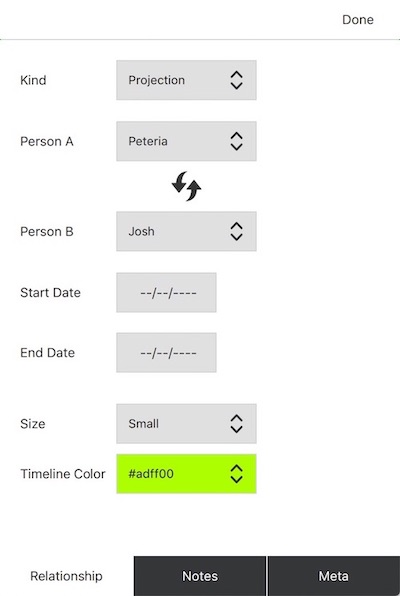 Done
Kind Projection
Person A Peteria
Person B Josh
Start Date --/--/----
End Date --/--/----
Size Small
Timeline Color #adff00
Relationship Notes Meta